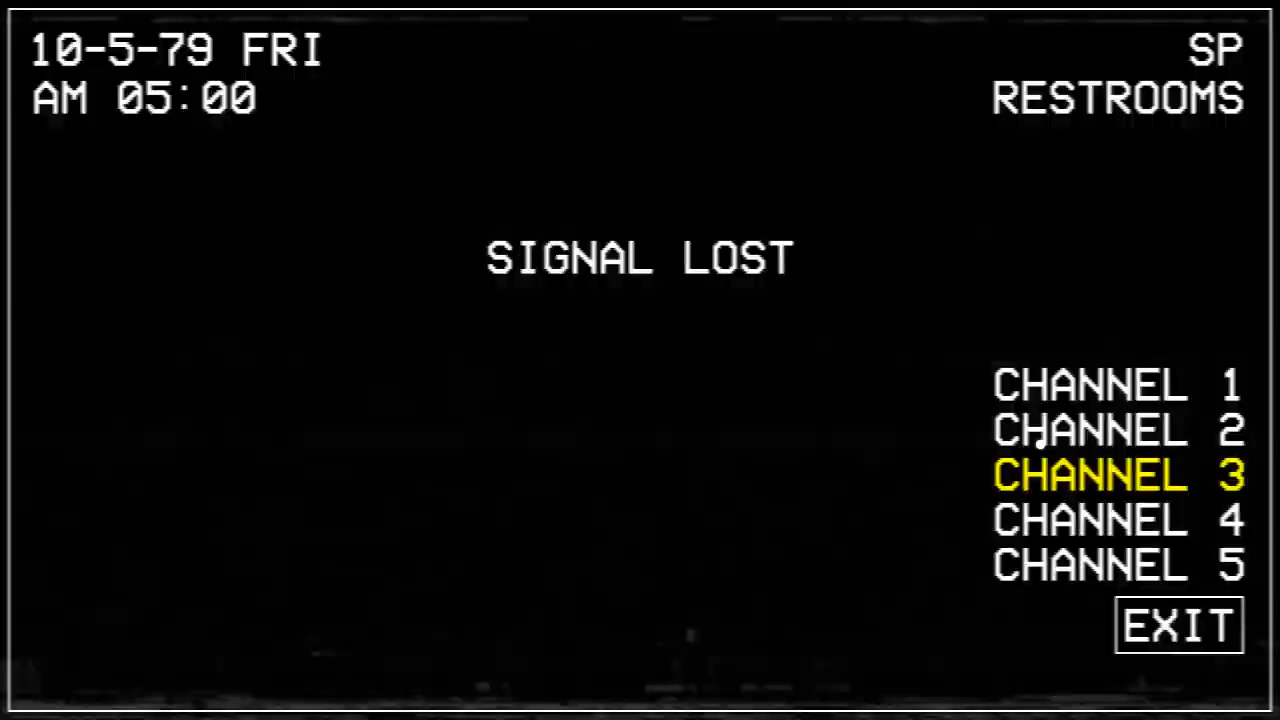 10-5-79 FRI
SP
AM 05:00
RESTROOMS
SIGNAL LOST
CHANNEL 1
CHANNEL 2
CHANNEL 3
CHANNEL 4
CHANNEL 5
EXIT